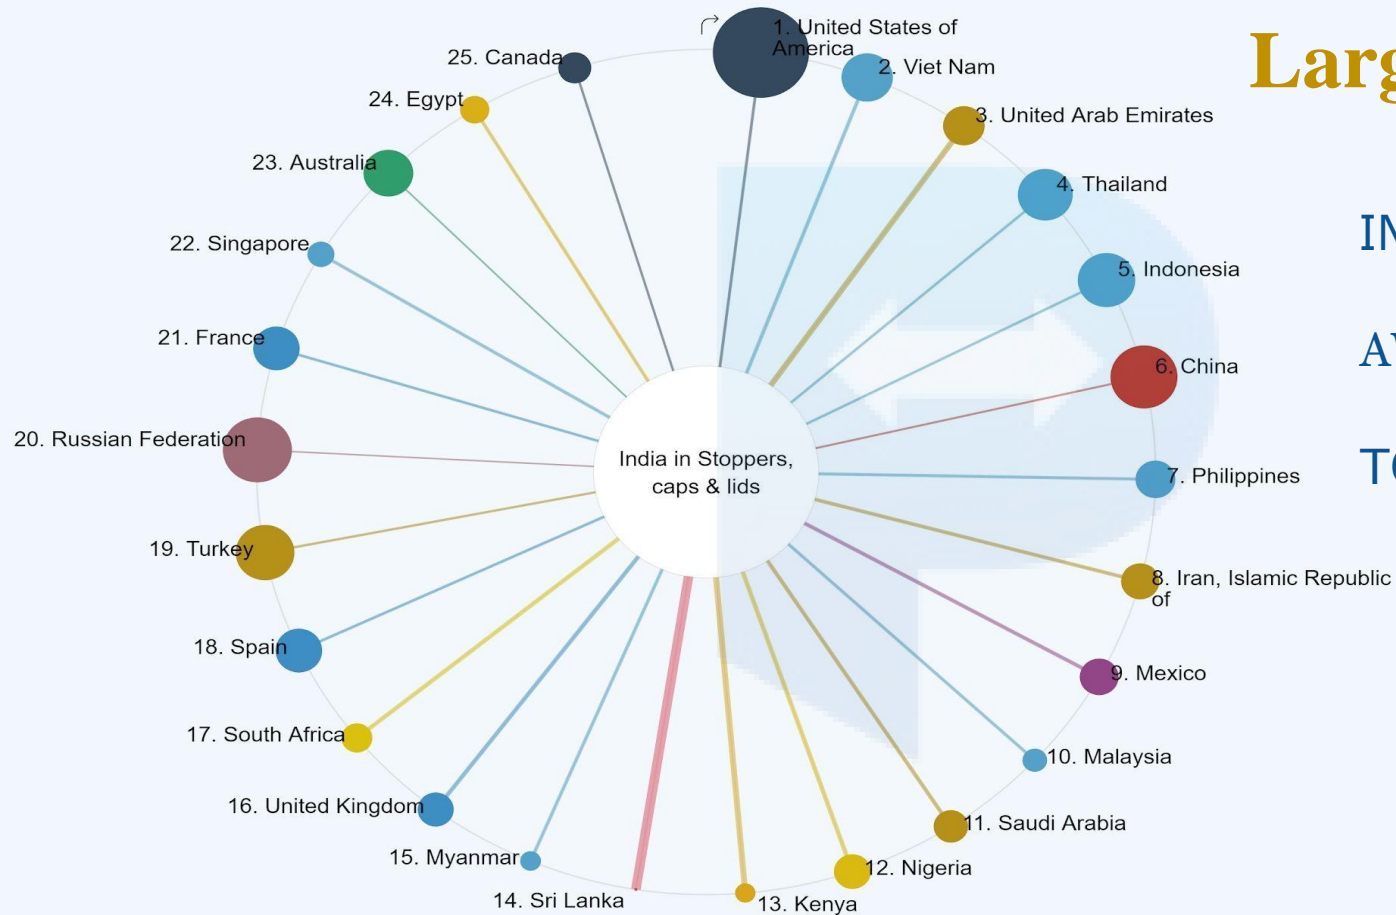 1. United States of
America
2. Viet Nam
3. United Arab Emirates
4. Thailand
5. Indonesia
6. China
7. Philippines
8. Iran, Islamic Republic
of
9. Mexico
10. Malaysia
11. Saudi Arabia
12. Nigeria
13. Kenya
14. Sri Lanka
15. Myanmar
16. United Kingdom
17. South Africa
18. Spain
19. Turkey
20. Russian Federation
21. France
22. Singapore
23. Australia
24. Egypt
25. Canada
India in Stoppers,
caps & lids
Larg
IN